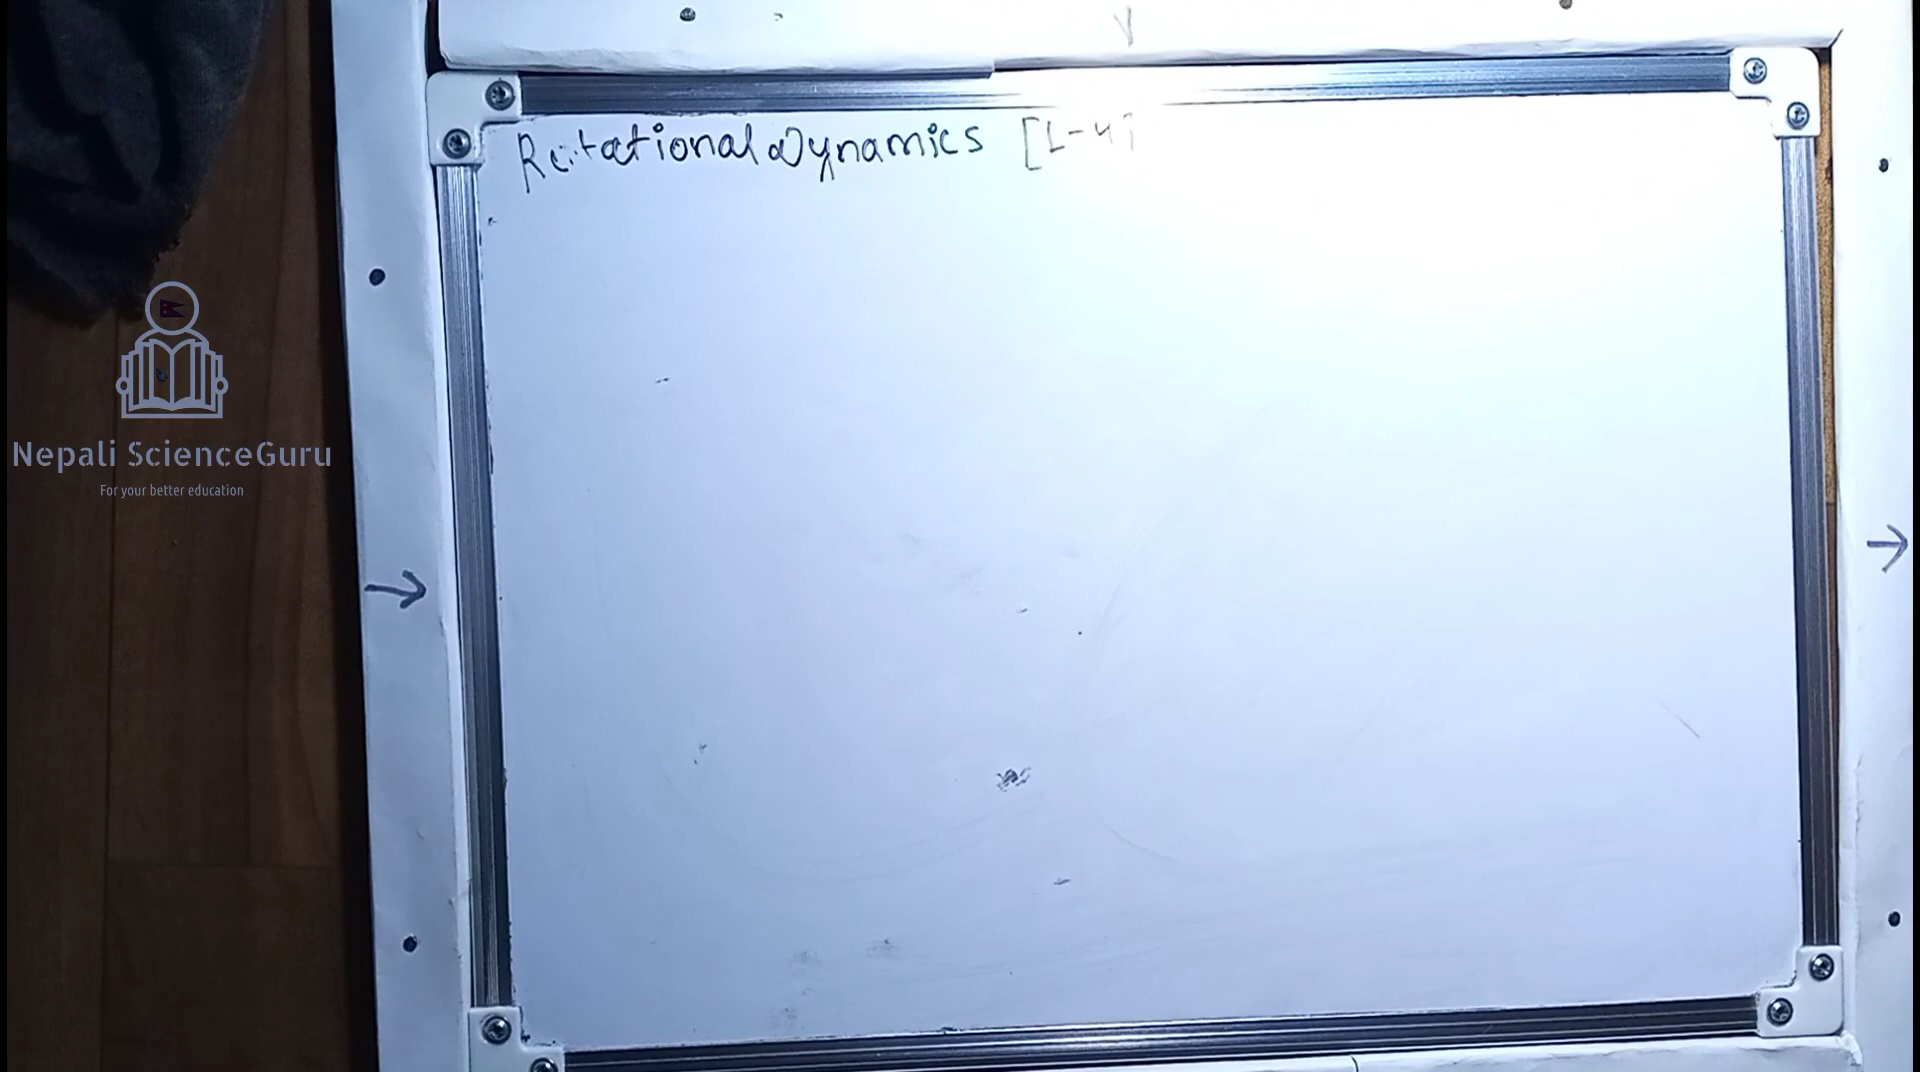 Rotational Dynamics [L-4]
Nepali ScienceGuru
For your better education